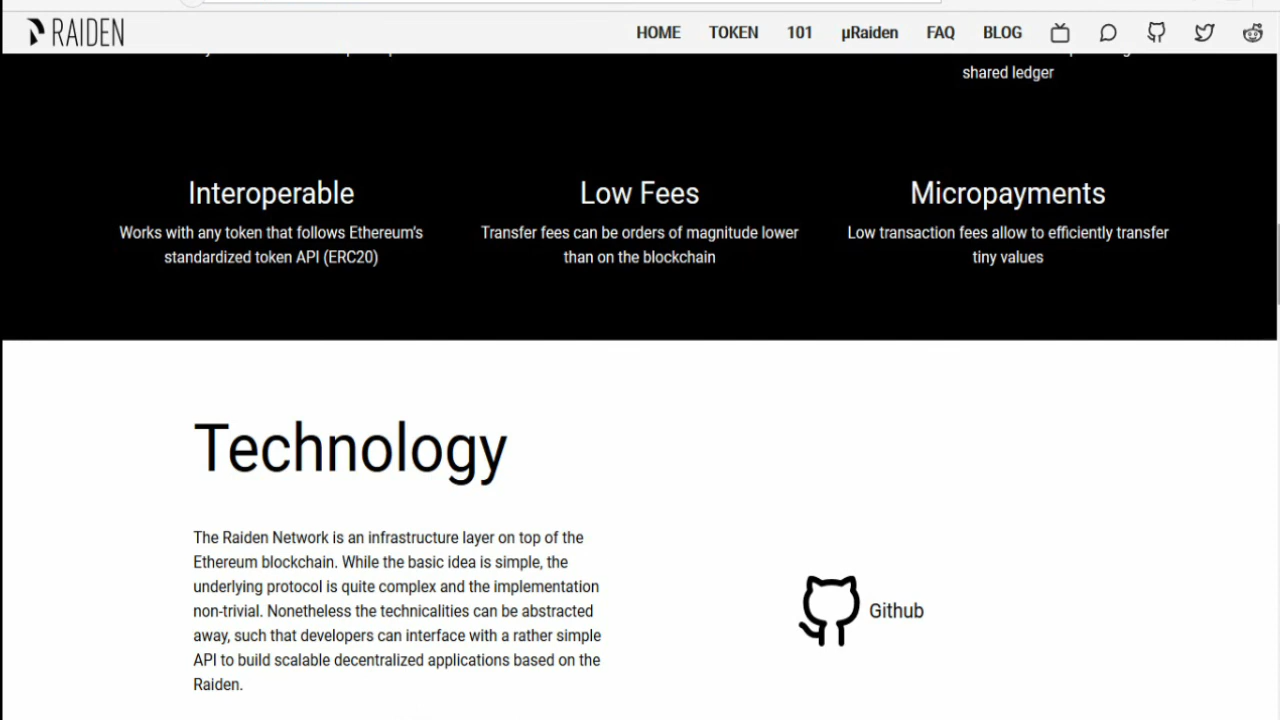 RAIDEN HOME TOKEN 101 μRaiden FAQ BLOG
shared ledger
Interoperable
Works with any token that follows Ethereum's
standardized token API (ERC20)
Low Fees
Transfer fees can be orders of magnitude lower
than on the blockchain
Micropayments
Low transaction fees allow to efficiently transfer
tiny values
Technology
The Raiden Network is an infrastructure layer on top of the
Ethereum blockchain. While the basic idea is simple, the
underlying protocol is quite complex and the implementation
non-trivial. Nonetheless the technicalities can be abstracted
away, such that developers can interface with a rather simple
API to build scalable decentralized applications based on the
Raiden.
Github